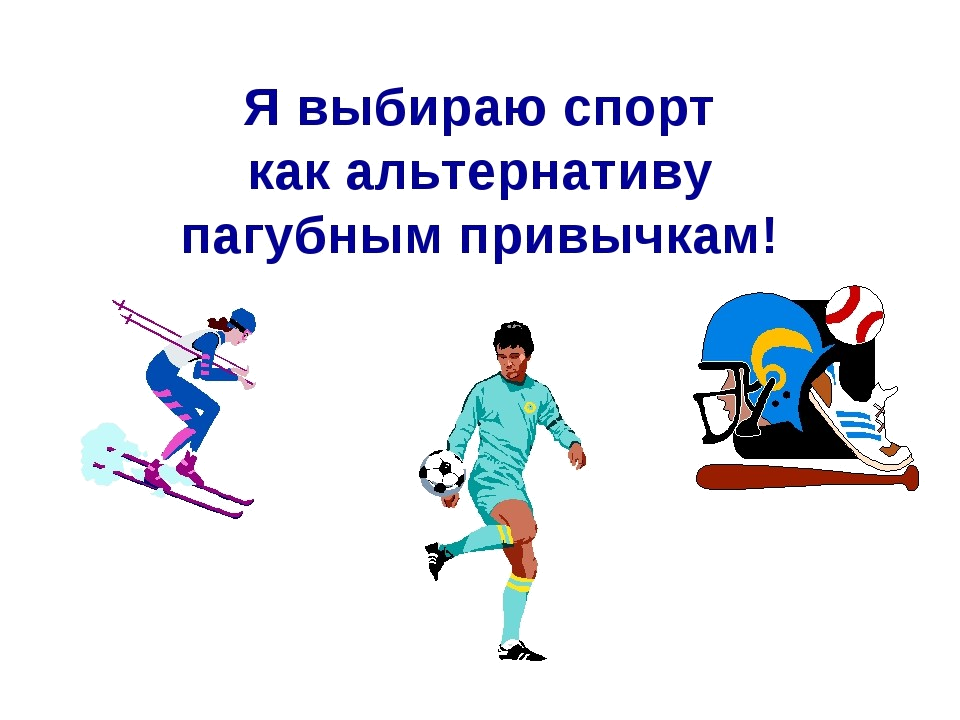 Я выбираю спорт
как альтернативу
пагубным привычкам!